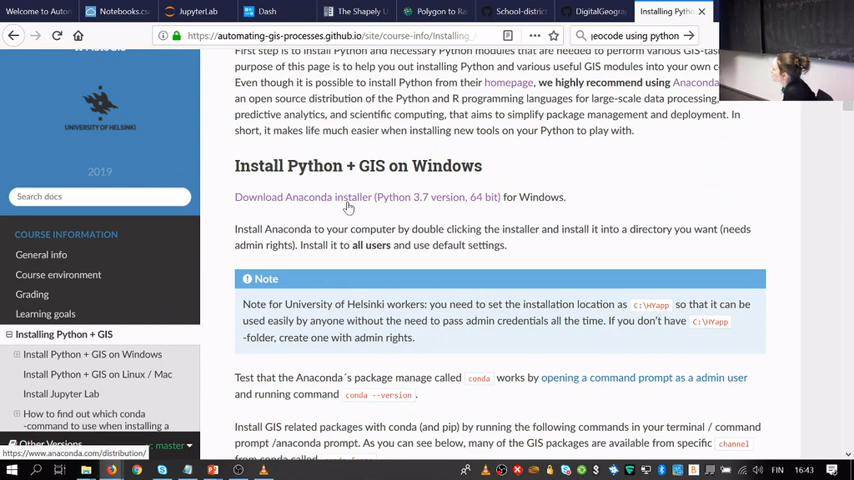 Welcome to Autom
Notebooks.cs
JupyterLab
Dash
The Shapely U
Polygon to Ra
School-district
DigitalGeogra
Installing Pytho
https://automating-gis-processes.github.io/site/course-info/Installing_
geocode using python
First step is to install Python and necessary Python modules that are needed to perform various GIS-task
purpose of this page is to help you out installing Python and various useful GIS modules into your own c
Even though it is possible to install Python from their homepage, we highly recommend using Anaconda
an open source distribution of the Python and R programming languages for large-scale data processing,
predictive analytics, and scientific computing, that aims to simplify package management and deployment. In
short, it makes life much easier when installing new tools on your Python to play with.
UNIVERSITY OF HELSINKI
2019
Search docs
COURSE INFORMATION
General info
Course environment
Grading
Learning goals
Installing Python + GIS
Install Python + GIS on Windows
Install Python + GIS on Linux / Mac
Install Jupyter Lab
How to find out which conda
-command to use when installing a
Other Versions
v: master
Install Python + GIS on Windows
Download Anaconda installer (Python 3.7 version, 64 bit) for Windows.
Install Anaconda to your computer by double clicking the installer and install it into a directory you want (needs
admin rights). Install it to all users and use default settings.
Note
Note for University of Helsinki workers: you need to set the installation location as C:\HYapp so that it can be
used easily by anyone without the need to pass admin credentials all the time. If you don't have C:\HYapp
-folder, create one with admin rights.
Test that the Anaconda´s package manage called conda works by opening a command prompt as a admin user
and running command conda --version.
Install GIS related packages with conda (and pip) by running the following commands in your terminal / command
prompt /anaconda prompt. As you can see below, many of the GIS packages are available from specific channel
https://www.anaconda.com/distribution/
FIN
16:43